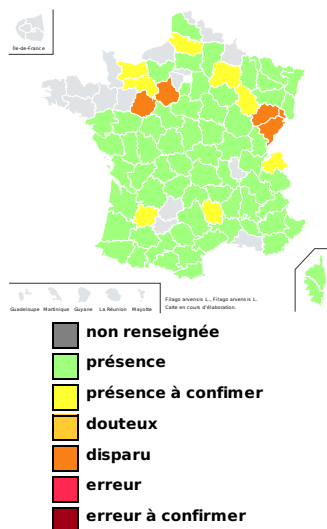 Île-de-France
Guadeloupe Martinique Guyane La Réunion Mayotte
Filago arvensis L., Filago arvensis L.
Carte en cours d'élaboration.
non renseignée
présence
présence à confimer
douteux
disparu
erreur
erreur à confirmer